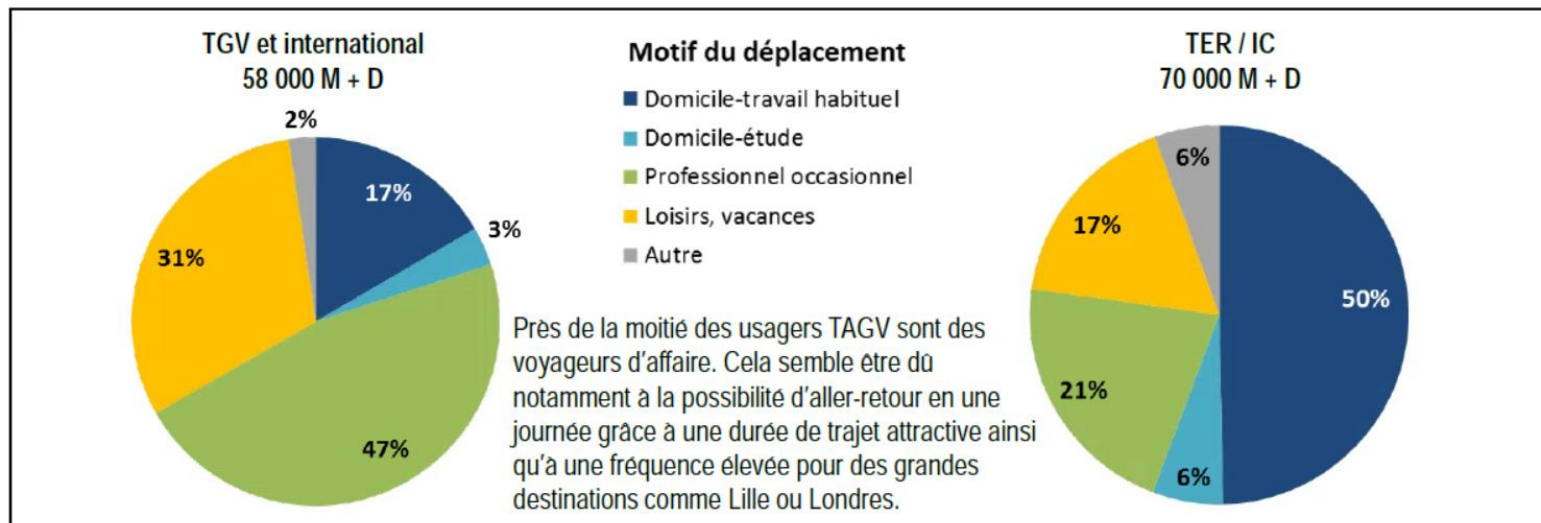 TGV et international
58 000 M + D
2%
17%
3%
31%
47%
Motif du déplacement
Domicile-travail habituel
Domicile-étude
Professionnel occasionnel
Loisirs, vacances
Autre
Près de la moitié des usagers TAGV sont des
voyageurs d'affaire. Cela semble être dû
notamment à la possibilité d'aller-retour en une
journée grâce à une durée de trajet attractive ainsi
qu'à une fréquence élevée pour des grandes
destinations comme Lille ou Londres.
TER / IC
70 000 M + D
6%
17%
50%
21%
6%